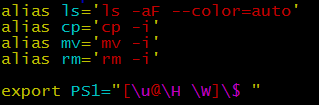 alias ls='ls -aF --color=auto'
alias cp='cp -i'
alias mv='mv -i'
alias rm='rm -i'
export PS1="[\u@\H \W]\$ "